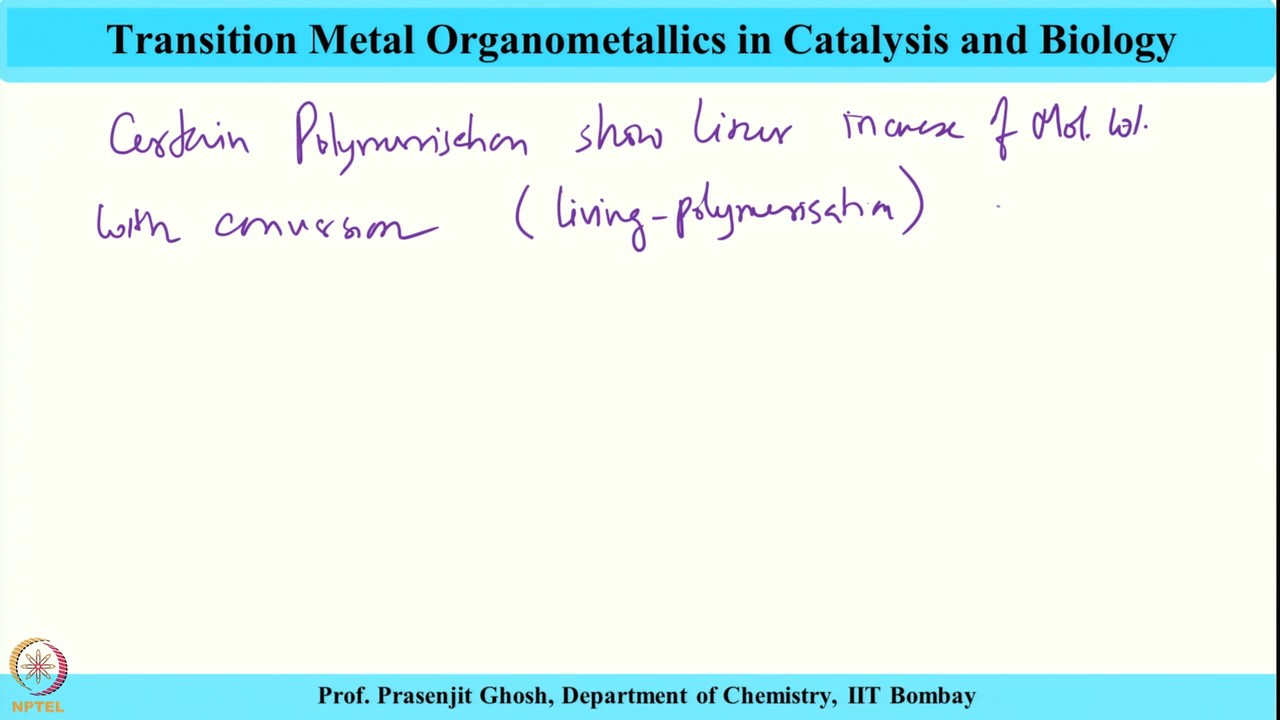 Transition Metal Organometallics in Catalysis and Biology
Certain Polymerisation show linear increase of Mol. wt.
with conversion (living-polymerisation)
NPTEL
Prof. Prasenjit Ghosh, Department of Chemistry, IIT Bombay